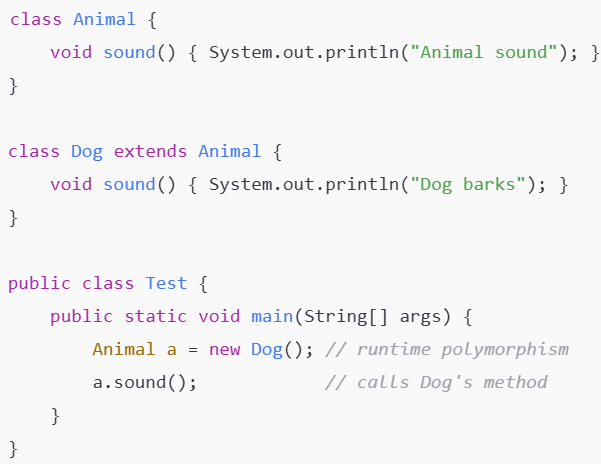 class Animal {
    void sound() { System.out.println("Animal sound"); }
}

class Dog extends Animal {
    void sound() { System.out.println("Dog barks"); }
}

public class Test {
    public static void main(String[] args) {
        Animal a = new Dog(); // runtime polymorphism
        a.sound();            // calls Dog's method
    }
}